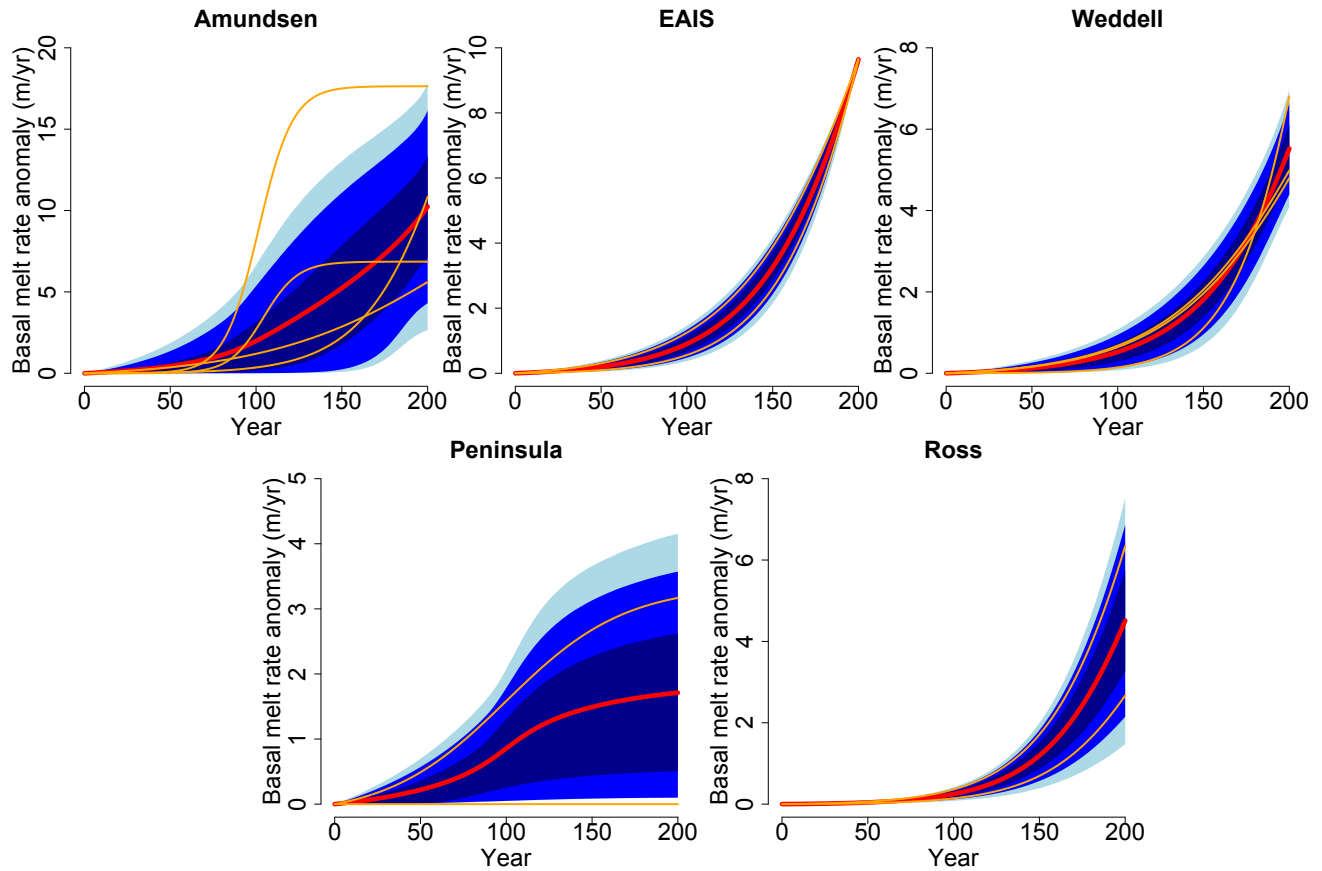 Amundsen
Basal melt rate anomaly (m/yr)
0 5 10 15 20
0 50 100 150 200
Year
EAIS
Basal melt rate anomaly (m/yr)
0 2 4 6 8 10
0 50 100 150 200
Year
Weddell
Basal melt rate anomaly (m/yr)
0 2 4 6 8
0 50 100 150 200
Year
Peninsula
Basal melt rate anomaly (m/yr)
0 1 2 3 4 5
0 50 100 150 200
Year
Ross
Basal melt rate anomaly (m/yr)
0 2 4 6 8
0 50 100 150 200
Year